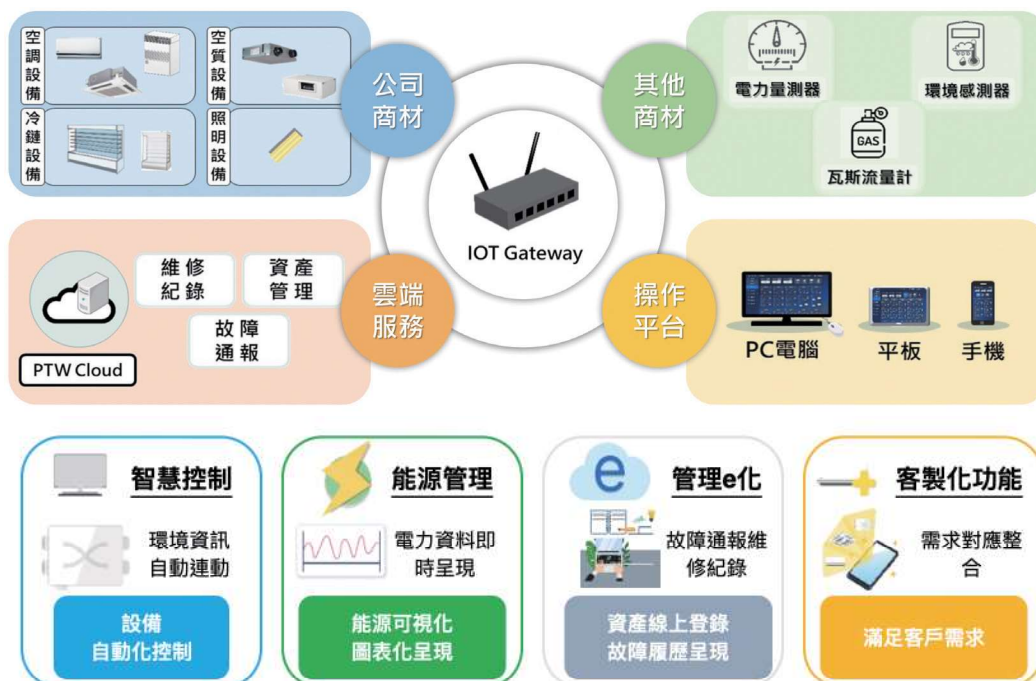 空調設備
空質設備
冷鏈設備
照明設備
公司
商材
其他
商材
電力量測器
環境感測器
GAS
瓦斯流量計
IOT Gateway
維修
紀錄
資產
管理
故障
通報
PTW Cloud
雲端
服務
操作
平台
PC電腦
平板
手機
智慧控制
環境資訊
自動連動
設備
自動化控制
能源管理
電力資料即
時呈現
能源可視化
圖表化呈現
e
管理e化
故障通報維
修紀錄
資產線上登錄
故障履歷呈現
客製化功能
需求對應整
合
滿足客戶需求